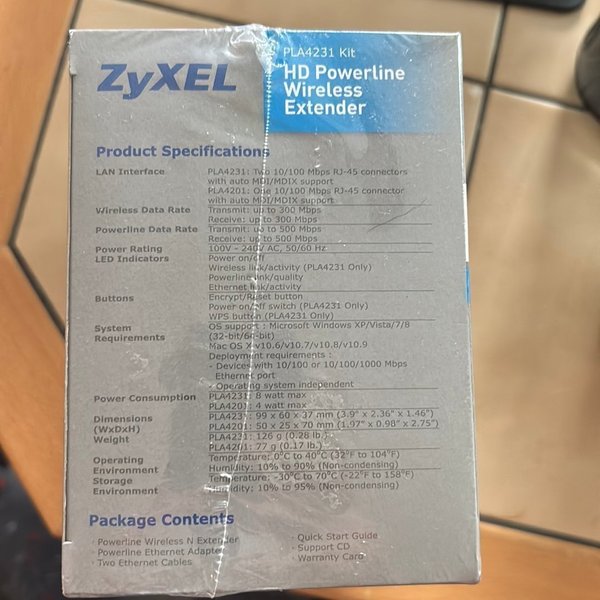 ZyXEL
PLA4231 Kit
HD Powerline
Wireless
Extender
Product Specifications
LAN Interface PLA4231: Two 10/100 Mbps RJ-45 connectors
with auto MDI/MDIX support
PLA4201: One 10/100 Mbps RJ-45 connector
with auto MDI/MDIX support
Wireless Data Rate Transmit: up to 300 Mbps
Receive: up to 300 Mbps
Powerline Data Rate Transmit: up to 500 Mbps
Receive: up to 500 Mbps
Power Rating 100V - 240V AC, 50/60 Hz
LED Indicators Power on/off
Wireless link/activity (PLA4231 Only)
Powerline link/quality
Ethernet link/activity
Buttons Encrypt/Reset button
Power on/off switch (PLA4231 Only)
WPS button (PLA4231 Only)
System OS support : Microsoft Windows XP/Vista/7/8
Requirements (32-bit/64-bit)
Mac OS X v10.6/v10.7/v10.8/v10.9
Deployment requirements :
- Devices with 10/100 or 10/100/1000 Mbps
Ethernet port
- Operating system independent
Power Consumption PLA4231: 8 watt max
PLA4201: 4 watt max
Dimensions PLA4231: 99 x 60 x 37 mm (3.9" x 2.36" x 1.46")
(WxDxH) PLA4201: 50 x 25 x 70 mm (1.97" x 0.98" x 2.75")
Weight PLA4231: 126 g (0.28 lb.)
PLA4201: 77 g (0.17 lb.)
Operating Temperature: 0°C to 40°C (32°F to 104°F)
Environment Humidity: 10% to 90% (Non-condensing)
Storage Temperature: -30°C to 70°C (-22°F to 158°F)
Environment Humidity: 10% to 95% (Non-condensing)
Package Contents
· Powerline Wireless N Extender
· Powerline Ethernet Adapter
· Two Ethernet Cables
· Quick Start Guide
· Support CD
· Warranty Card